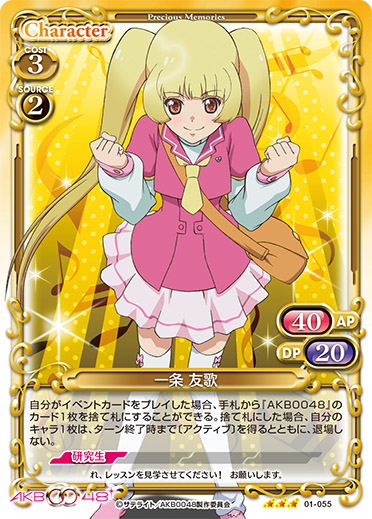 Precious Memories
Character
COST
3
SOURCE
2
40 AP
DP 20
一条 友歌
自分がイベントカードをプレイした場合、手札から「AKB0048」の
カード1枚を捨て札にすることができる。捨て札にした場合、自分の
キャラ1枚は、ターン終了時まで〔アクティブ〕を得るとともに、退場し
ない。
研究生
れ、レッスンを見学させてください! お願いします。
AKB0048
©サテライト/AKB0048製作委員会
★★★ 01-055